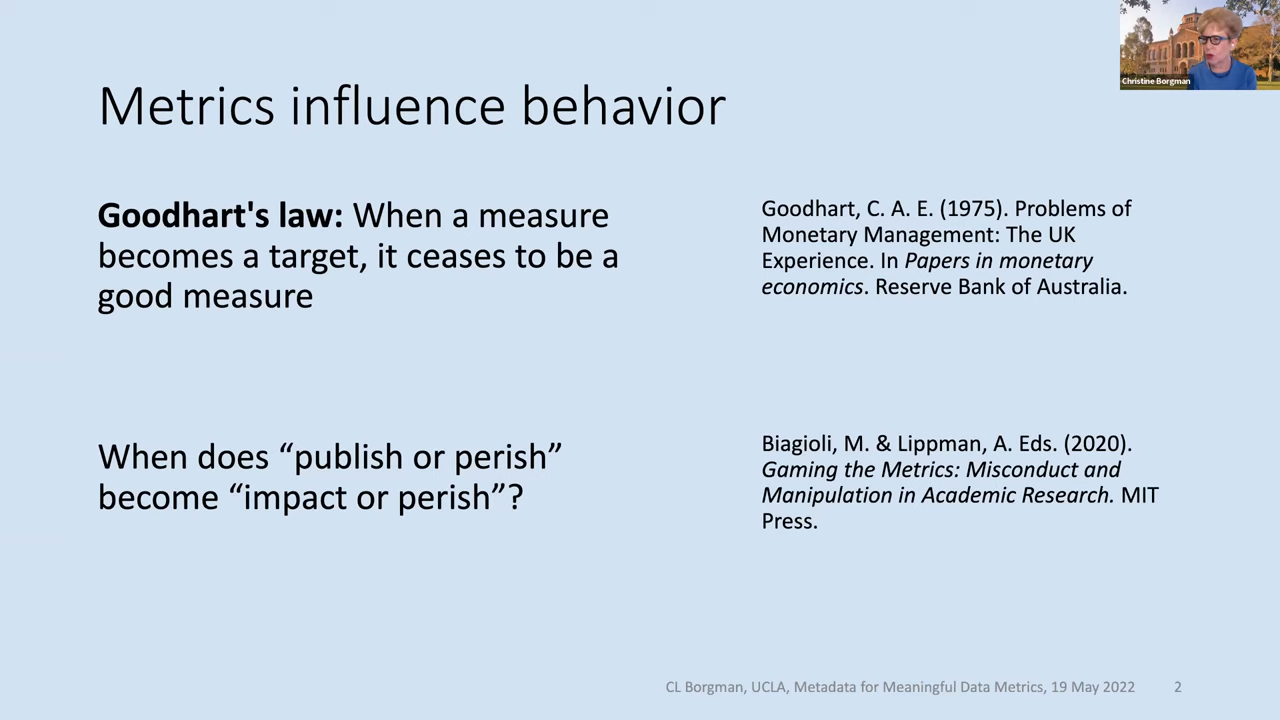 Christine Borgman
Metrics influence behavior
Goodhart's law: When a measure
becomes a target, it ceases to be a
good measure
Goodhart, C. A. E. (1975). Problems of
Monetary Management: The UK
Experience. In Papers in monetary
economics. Reserve Bank of Australia.
When does “publish or perish”
become “impact or perish”?
Biagioli, M. & Lippman, A. Eds. (2020).
Gaming the Metrics: Misconduct and
Manipulation in Academic Research. MIT
Press.
CL Borgman, UCLA, Metadata for Meaningful Data Metrics, 19 May 2022 2